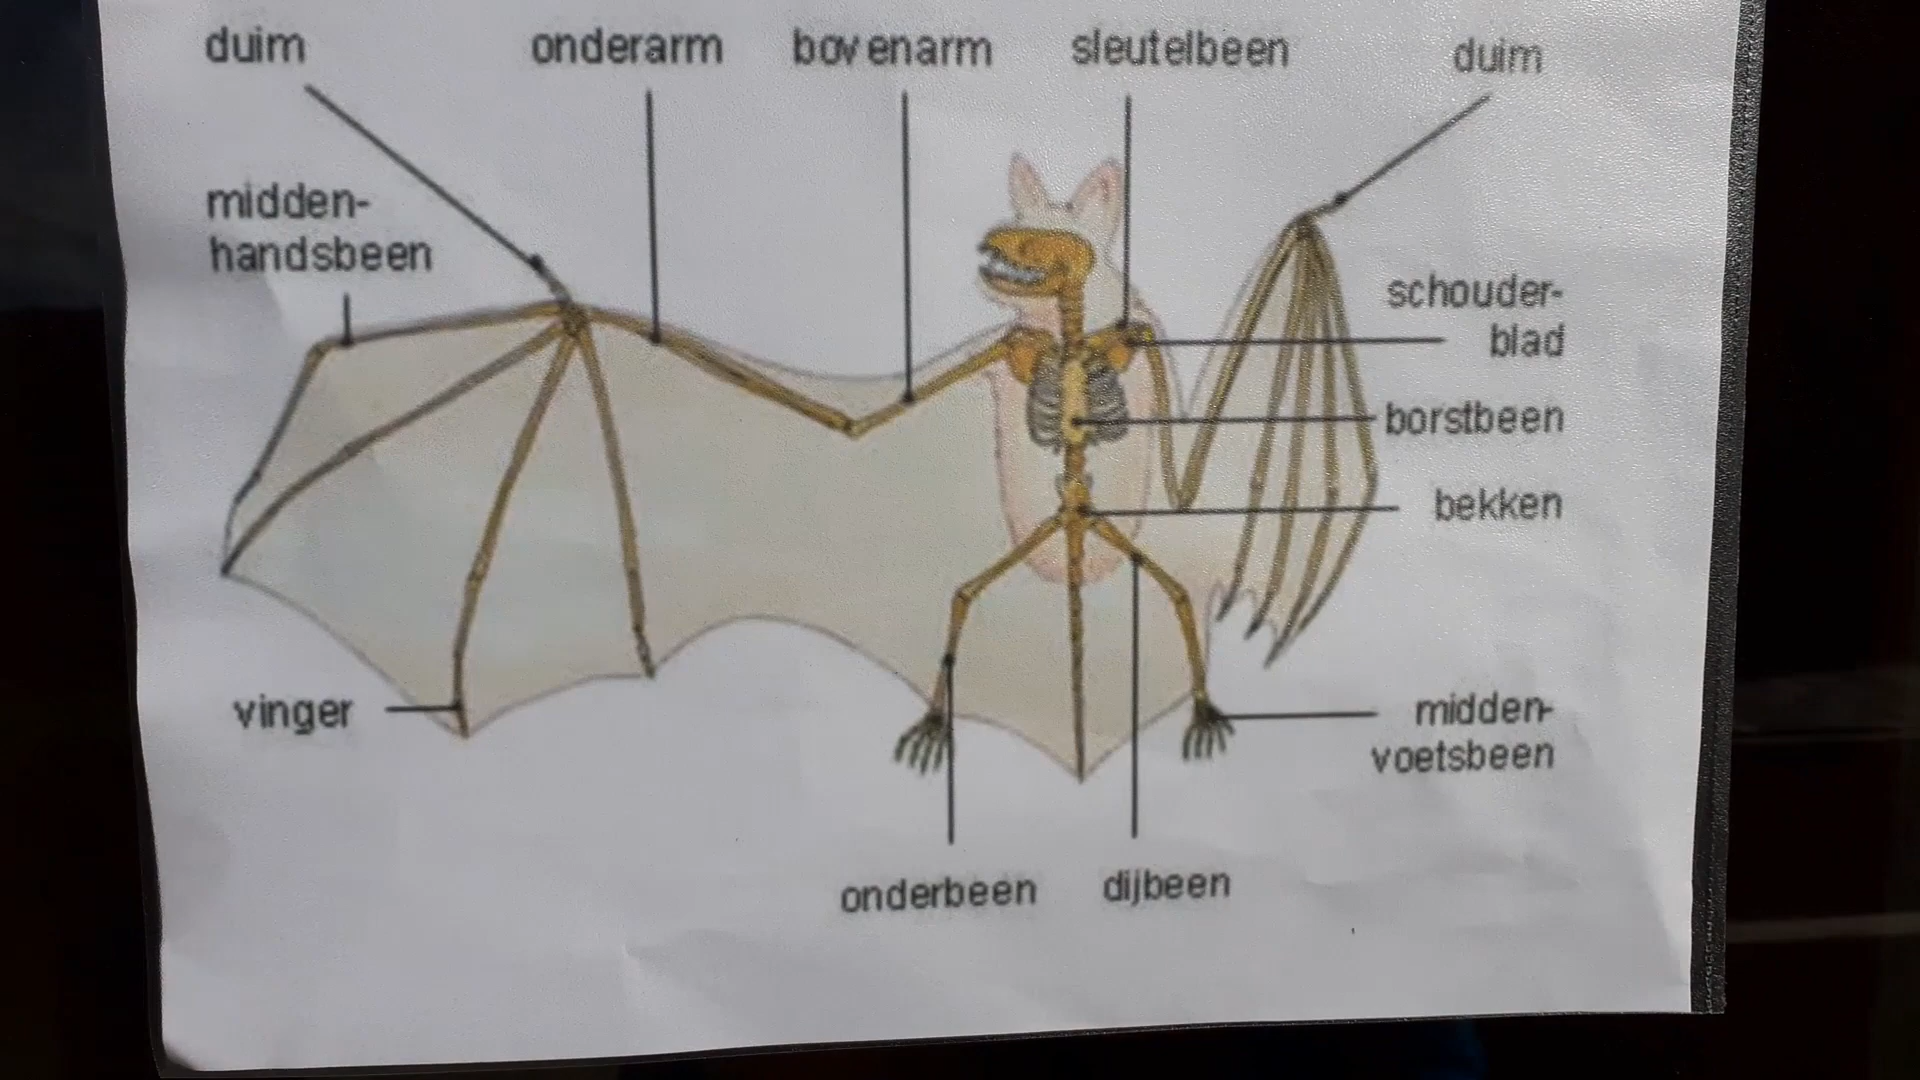 duim onderarm bovenarm sleutelbeen duim
midden-
handsbeen
schouder-
blad
borstbeen
bekken
vinger
midden-
voetsbeen
onderbeen dijbeen